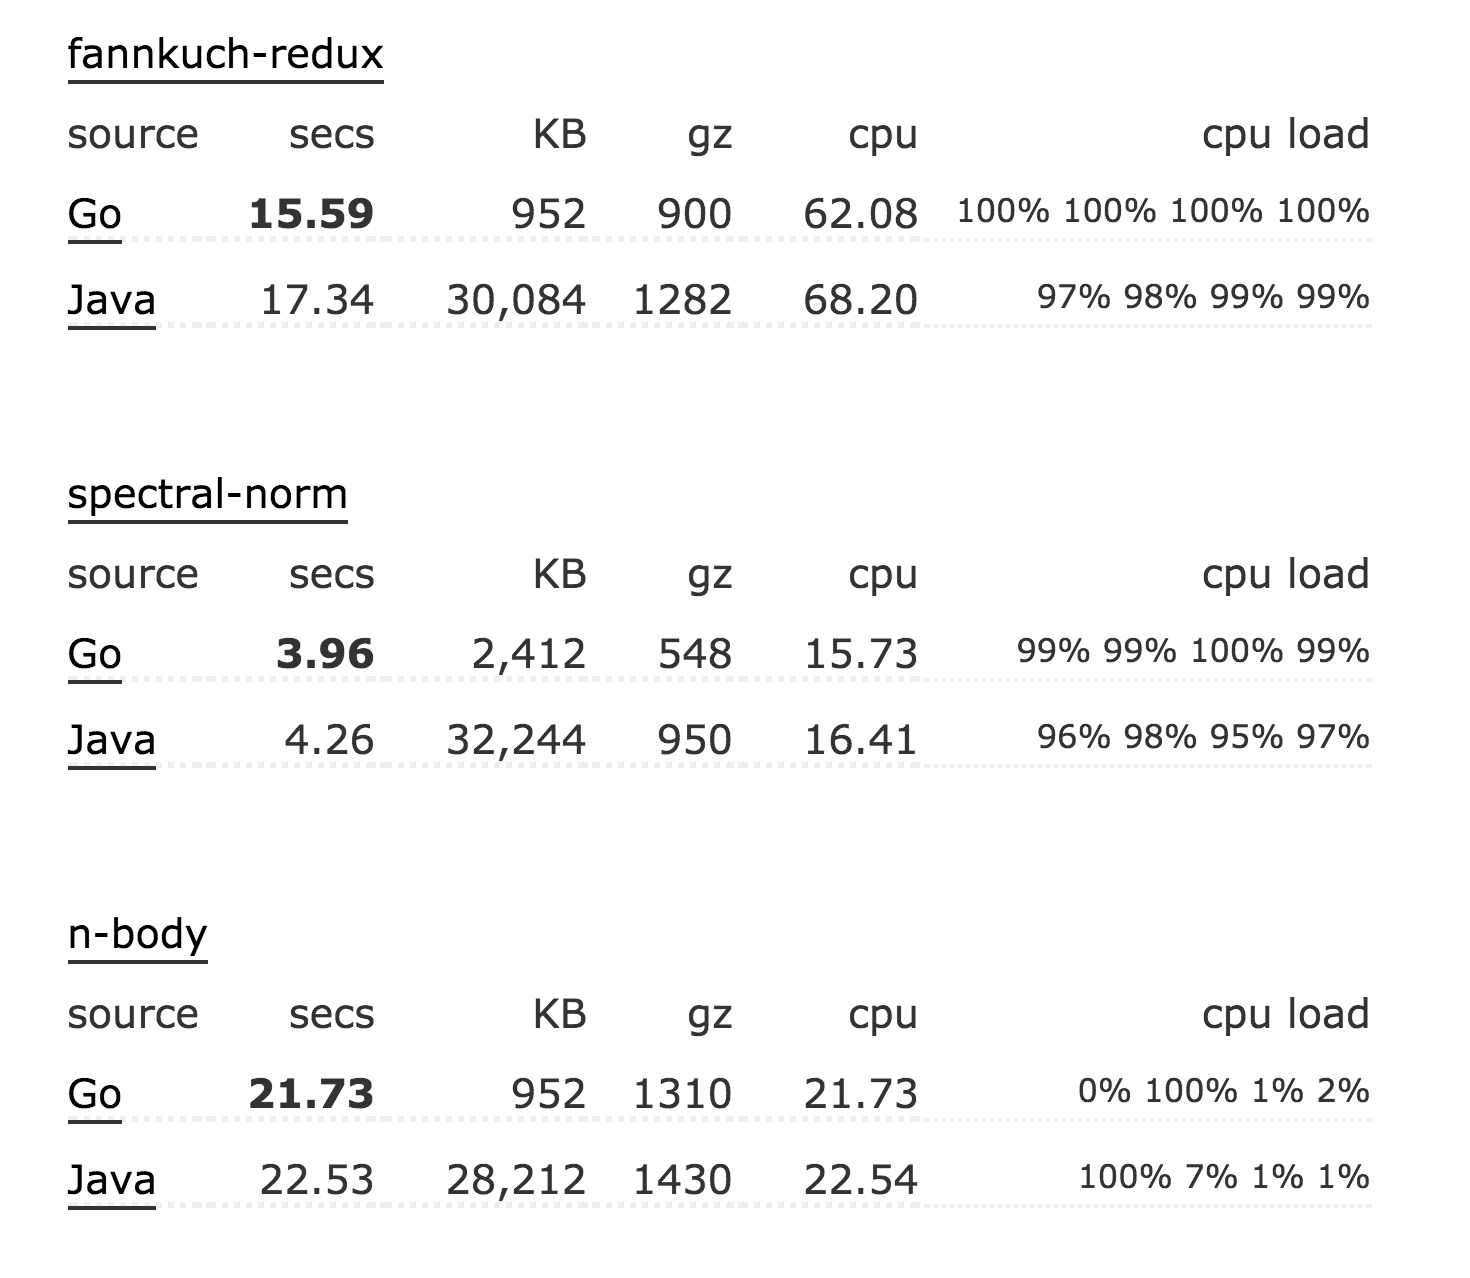 fannkuch-redux
source secs KB gz cpu cpu load
Go 15.59 952 900 62.08 100% 100% 100% 100%
Java 17.34 30,084 1282 68.20 97% 98% 99% 99%
spectral-norm
source secs KB gz cpu cpu load
Go 3.96 2,412 548 15.73 99% 99% 100% 99%
Java 4.26 32,244 950 16.41 96% 98% 95% 97%
n-body
source secs KB gz cpu cpu load
Go 21.73 952 1310 21.73 0% 100% 1% 2%
Java 22.53 28,212 1430 22.54 100% 7% 1% 1%